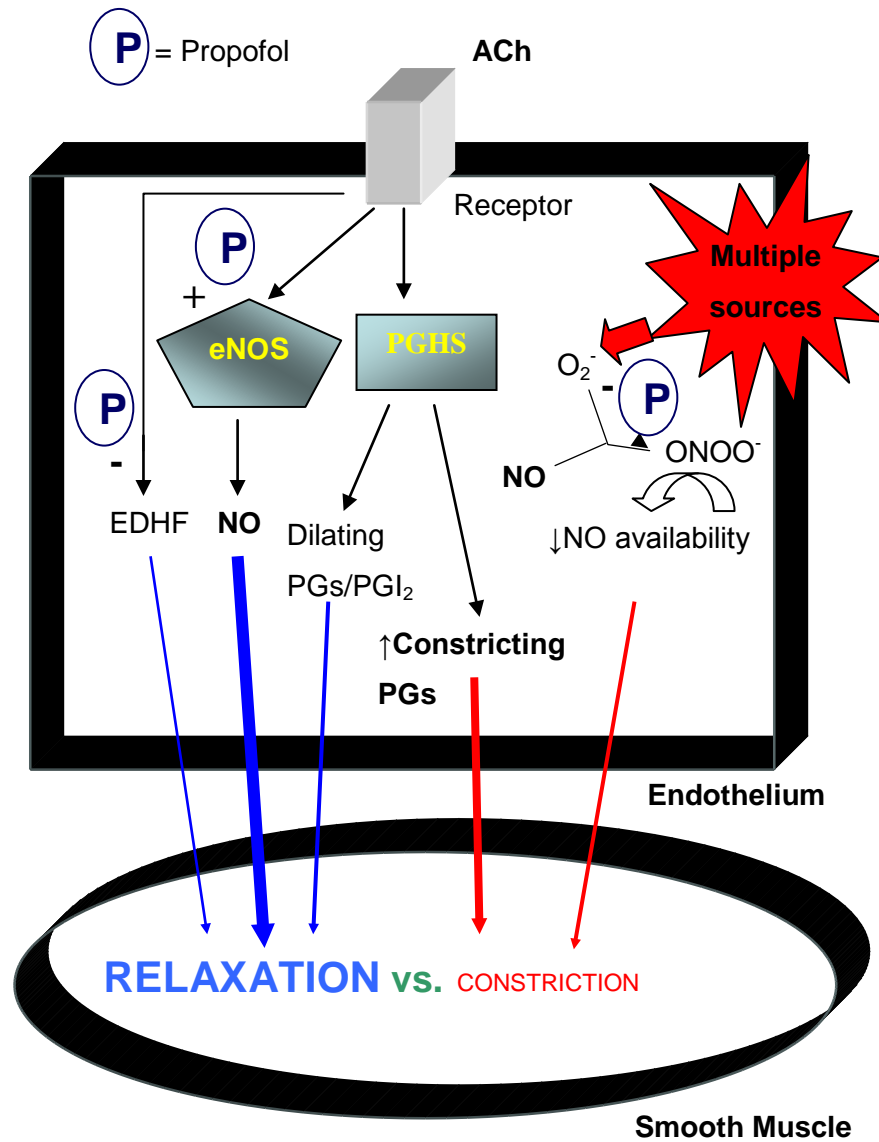 P = Propofol
ACh
Receptor
P
+
eNOS
PGHS
Multiple
sources
O₂⁻
- P
P
-
NO
ONOO⁻
EDHF
NO
Dilating
PGs/PGI₂
↓NO availability
↑Constricting
PGs
Endothelium
RELAXATION vs. CONSTRICTION
Smooth Muscle